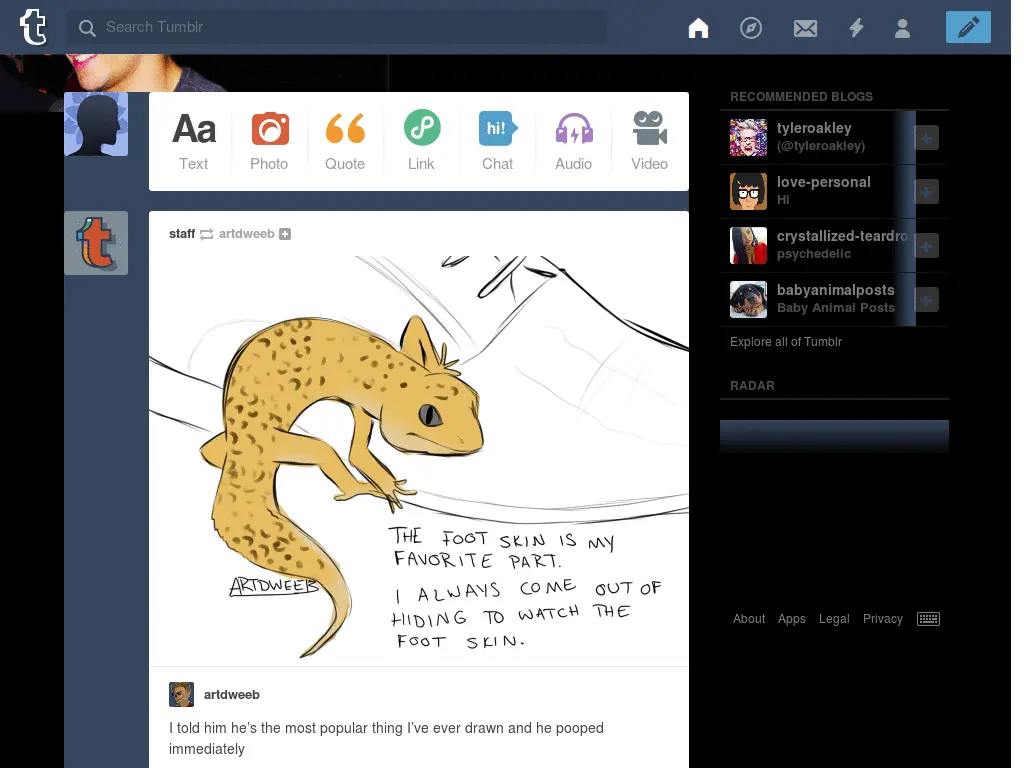 Search Tumblr
Aa
hi!
Text
Photo
Quote
Link
Chat
Audio
Video
staff artdweeb
THE FOOT SKIN IS MY
FAVORITE PART.
I ALWAYS COME OUT OF
HIDING TO WATCH THE
FOOT SKIN.
ARTDWEEB
artdweeb
I told him he's the most popular thing I've ever drawn and he pooped
immediately
RECOMMENDED BLOGS
tyleroakley
(@tyleroakley)
love-personal
HI
crystallized-teardro
psychedelic
babyanimalposts
Baby Animal Posts
Explore all of Tumblr
RADAR
About Apps Legal Privacy